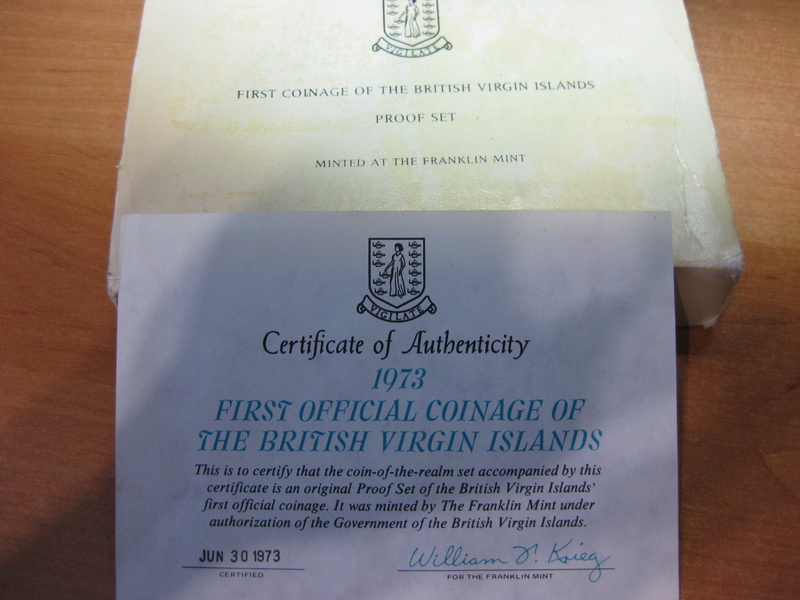 VIGILATE
FIRST COINAGE OF THE BRITISH VIRGIN ISLANDS
PROOF SET
MINTED AT THE FRANKLIN MINT
VIGILATE
Certificate of Authenticity
1973
FIRST OFFICIAL COINAGE OF
THE BRITISH VIRGIN ISLANDS
This is to certify that the coin-of-the-realm set accompanied by this
certificate is an original Proof Set of the British Virgin Islands'
first official coinage. It was minted by The Franklin Mint under
authorization of the Government of the British Virgin Islands.
JUN 30 1973
William T. Krieg
CERTIFIED
FOR THE FRANKLIN MINT